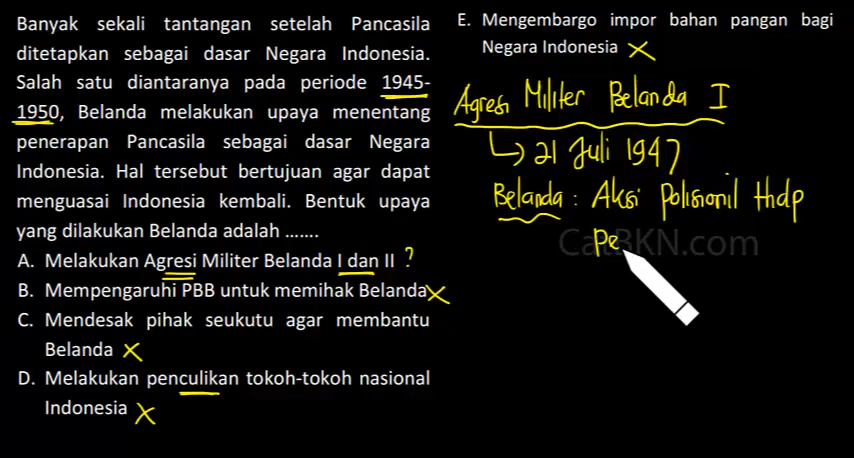 Banyak sekali tantangan setelah Pancasila
ditetapkan sebagai dasar Negara Indonesia.
Salah satu diantaranya pada periode 1945-
1950, Belanda melakukan upaya menentang
penerapan Pancasila sebagai dasar Negara
Indonesia. Hal tersebut bertujuan agar dapat
menguasai Indonesia kembali. Bentuk upaya
yang dilakukan Belanda adalah .......
A. Melakukan Agresi Militer Belanda I dan II ?
B. Mempengaruhi PBB untuk memihak Belanda
C. Mendesak pihak seukutu agar membantu
Belanda
D. Melakukan penculikan tokoh-tokoh nasional
Indonesia
E. Mengembargo impor bahan pangan bagi
Negara Indonesia
Agresi Militer Belanda I
21 Juli 1947
Belanda : Aksi Polisionil thdp
Pe
CatBKN.com